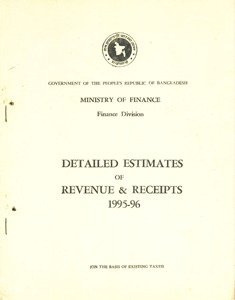 GOVERNMENT OF THE PEOPLE'S REPUBLIC OF BANGLADESH
MINISTRY OF FINANCE
Finance Division
DETAILED ESTIMATES
OF
REVENUE & RECEIPTS
1995-96
[ON THE BASIS OF EXISTING TAXES]